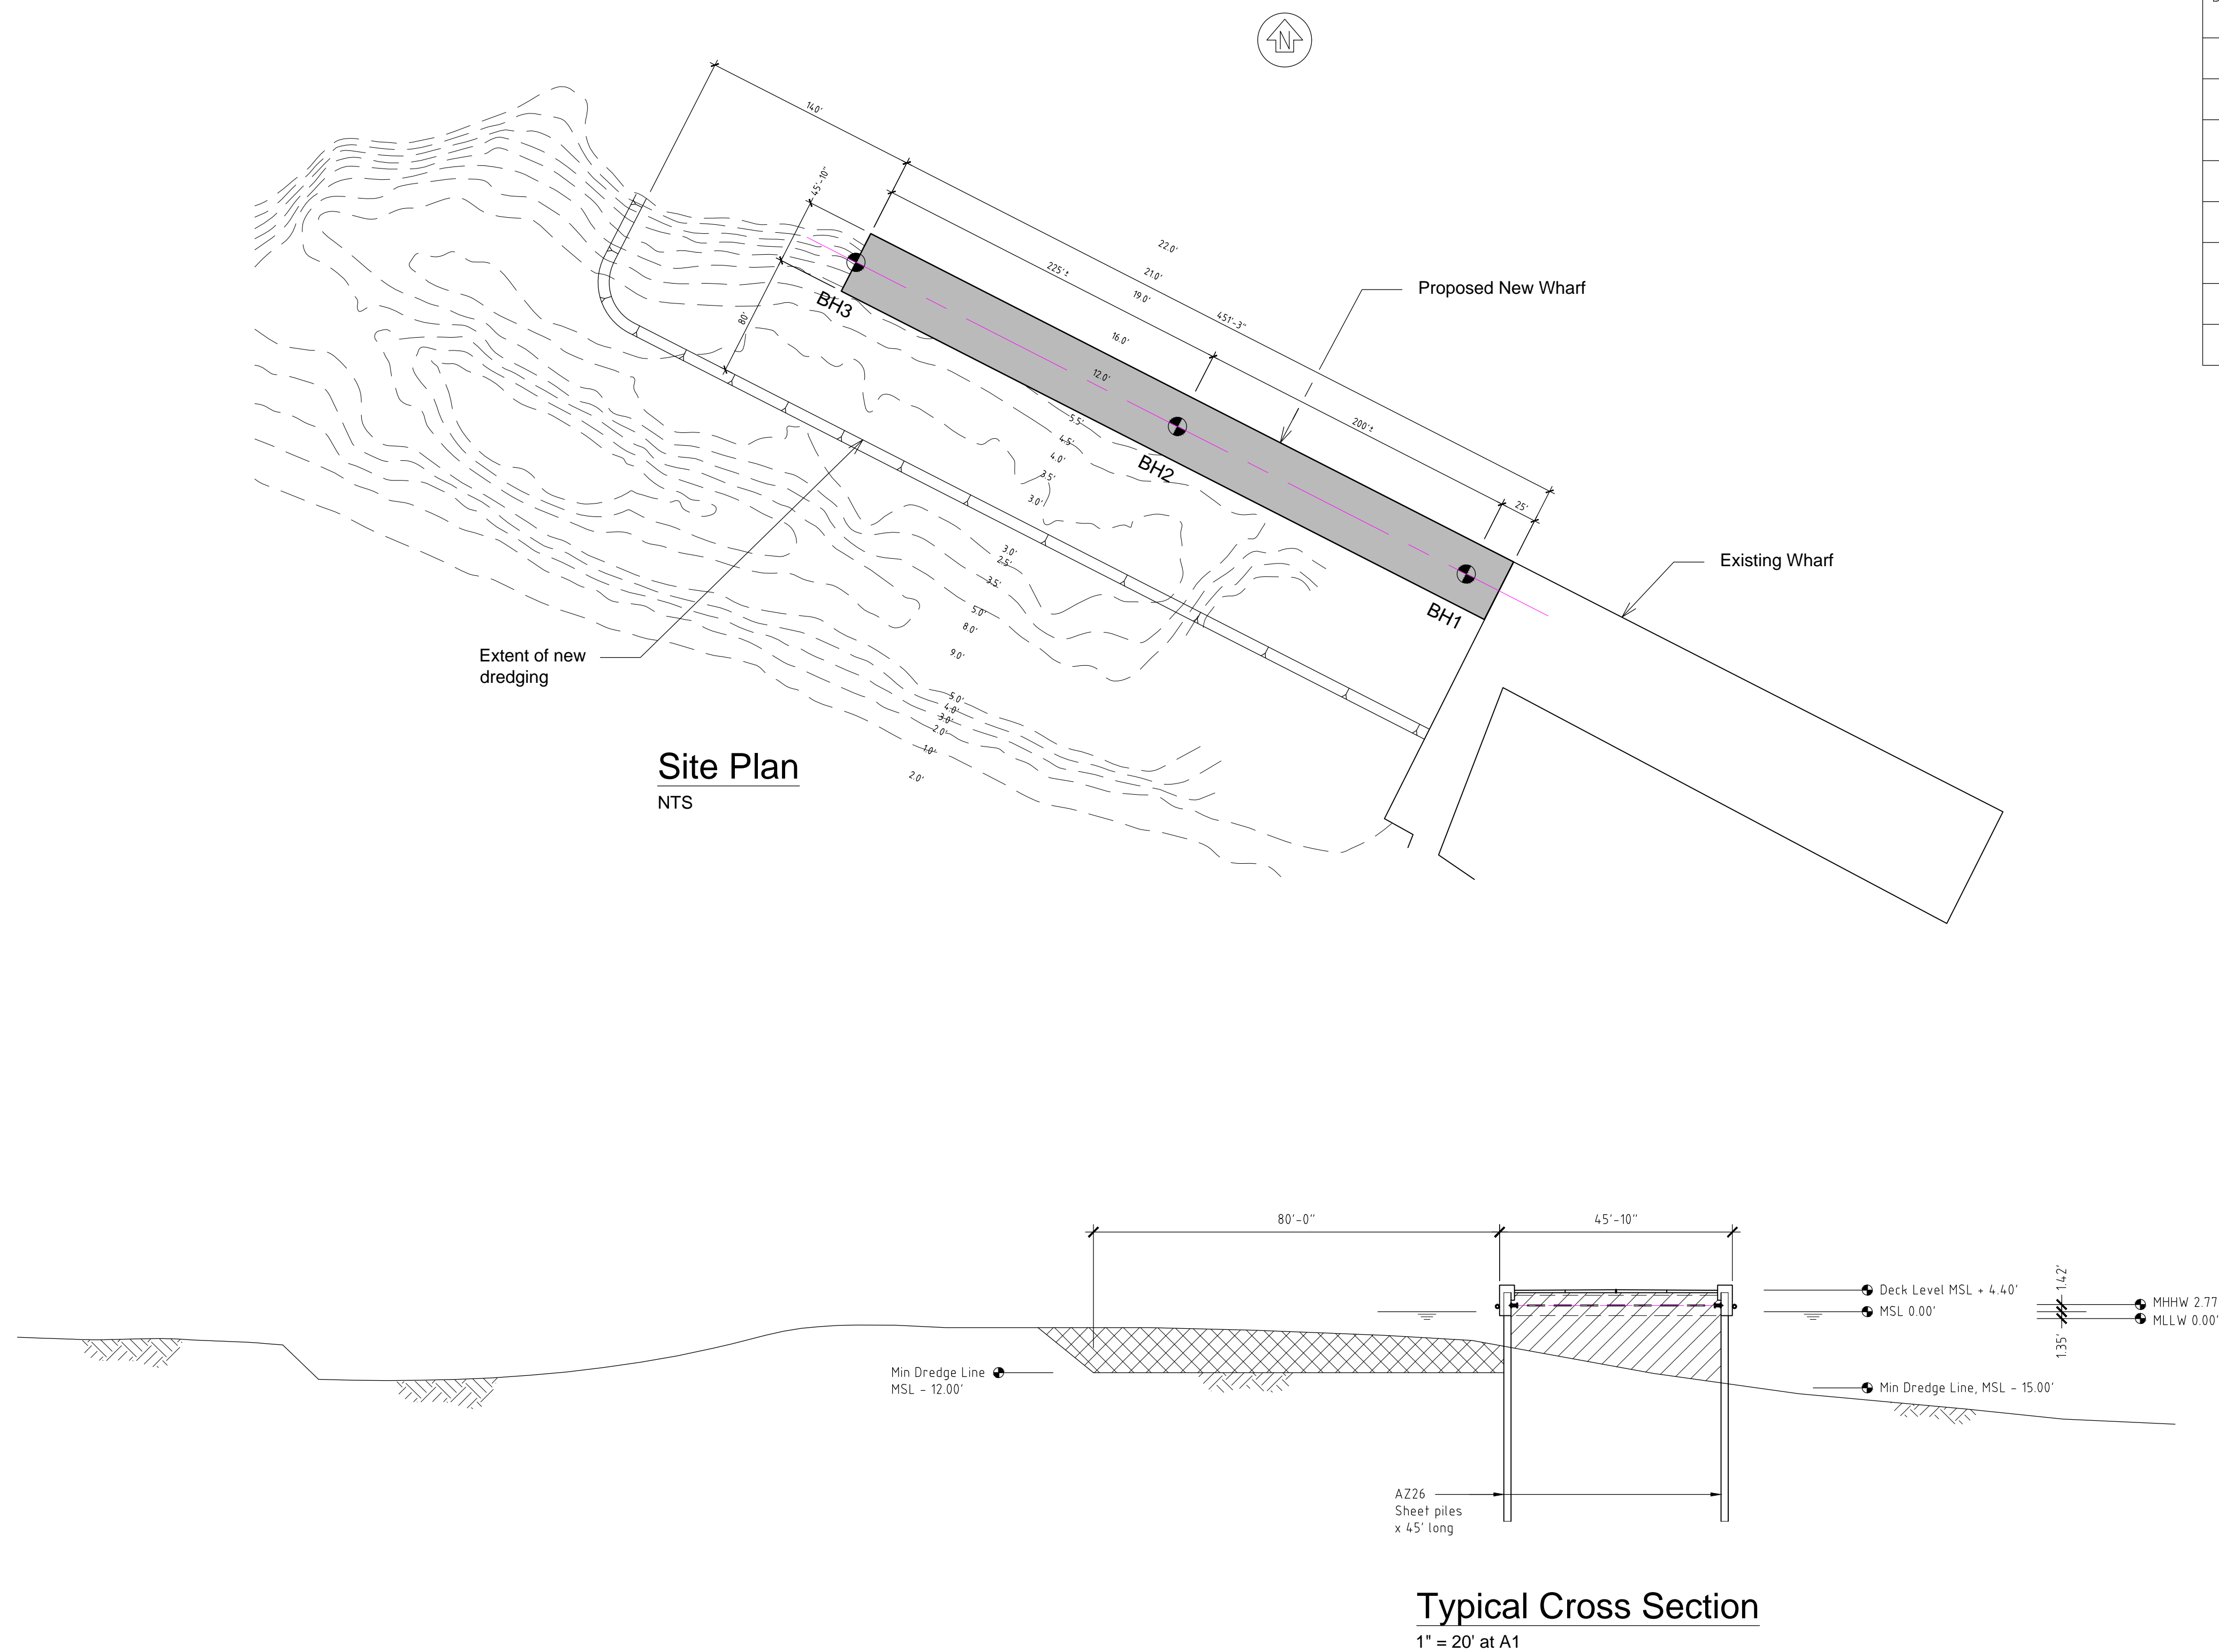 N
140'
45'-10"
22.0'
225'±
21.0'
19.0'
451'-3"
Proposed New Wharf
BH3
80'
16.0'
12.0'
5.5'
200'±
4.5'
4.0'
BH2
3.5'
3.0'
25'
3.0'
2.5'
3.5'
Existing Wharf
5.0'
BH1
8.0'
9.0'
Extent of new
dredging
5.0'
4.0'
3.0'
2.0'
1.0'
2.0'
Site Plan
NTS
80'-0"
45'-10"
1.42'
Deck Level MSL + 4.40'
MHHW 2.77
MSL 0.00'
MLLW 0.00'
1.35'
Min Dredge Line
MSL - 12.00'
Min Dredge Line, MSL - 15.00'
AZ26
Sheet piles
x 45' long
Typical Cross Section
1" = 20' at A1